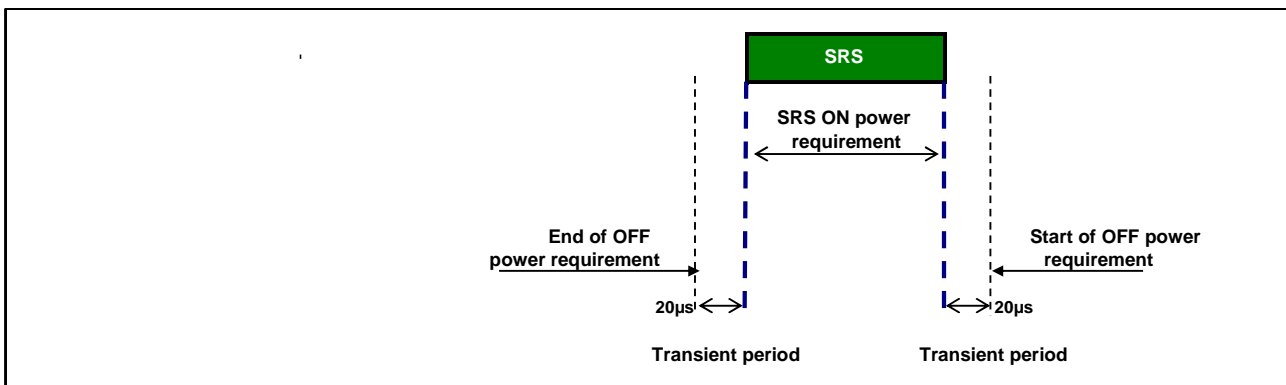 SRS
SRS ON power
requirement
End of OFF
power requirement
Start of OFF power
requirement
20µs
20µs
Transient period
Transient period